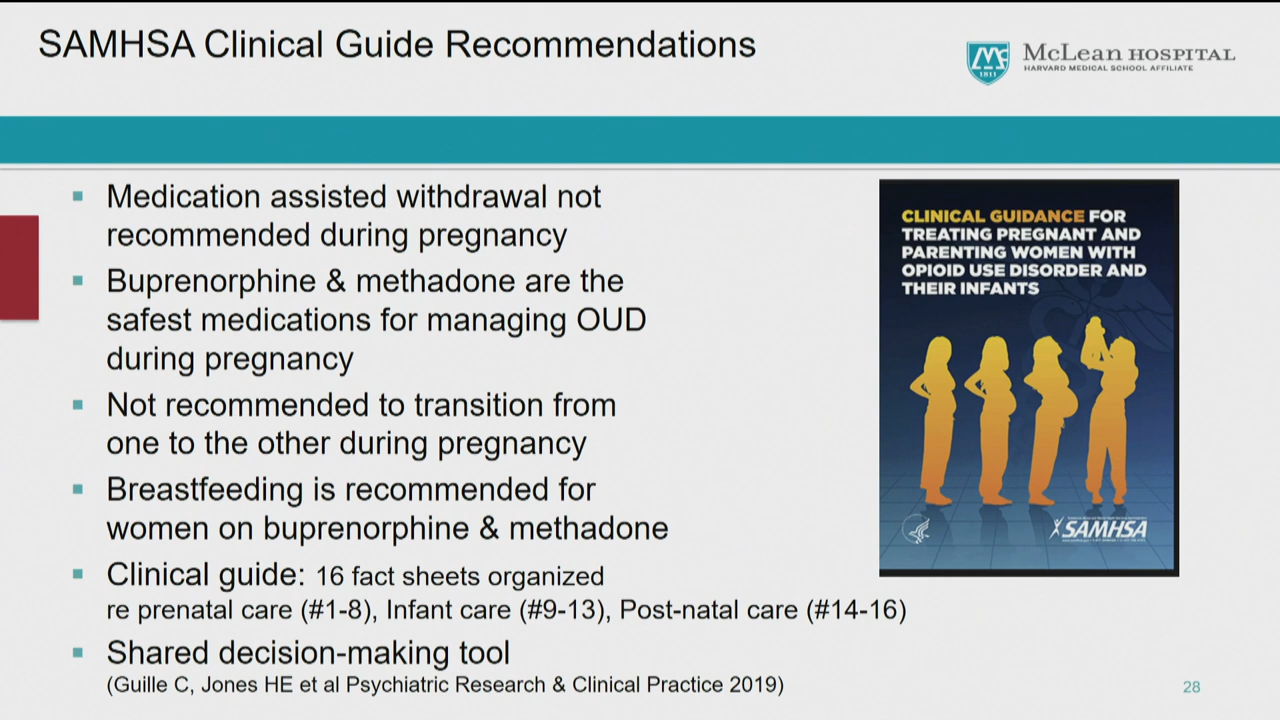 SAMHSA Clinical Guide Recommendations
McLEAN HOSPITAL
HARVARD MEDICAL SCHOOL AFFILIATE
1811
Medication assisted withdrawal not
recommended during pregnancy
Buprenorphine & methadone are the
safest medications for managing OUD
during pregnancy
Not recommended to transition from
one to the other during pregnancy
Breastfeeding is recommended for
women on buprenorphine & methadone
Clinical guide: 16 fact sheets organized
re prenatal care (#1-8), Infant care (#9-13), Post-natal care (#14-16)
Shared decision-making tool
(Guille C, Jones HE et al Psychiatric Research & Clinical Practice 2019)
CLINICAL GUIDANCE FOR
TREATING PREGNANT AND
PARENTING WOMEN WITH
OPIOID USE DISORDER AND
THEIR INFANTS
SAMHSA
28